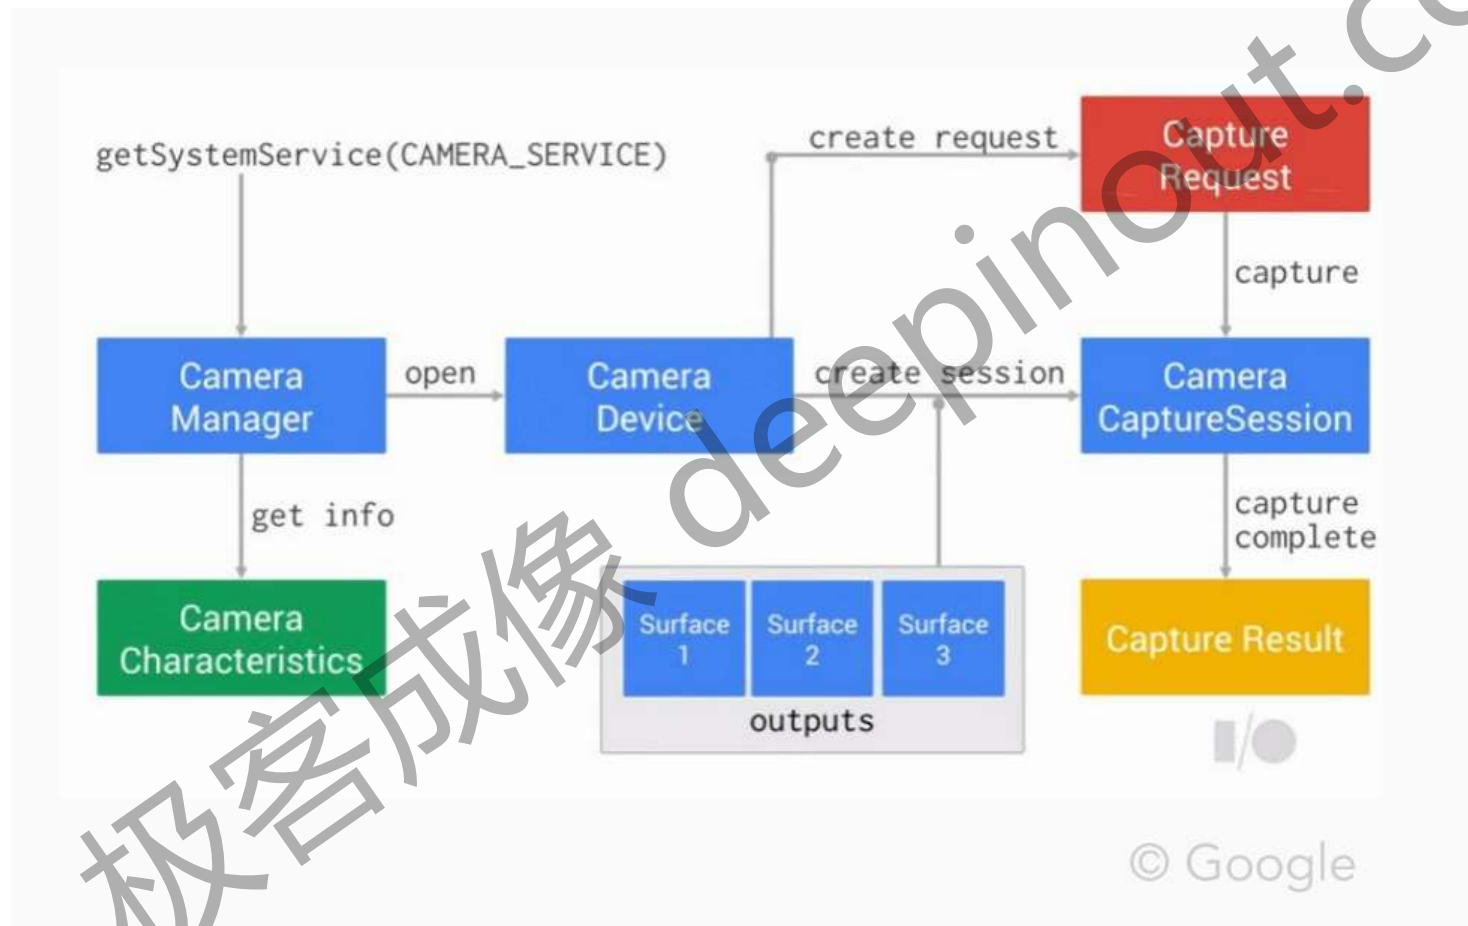 getSystemService(CAMERA_SERVICE)
create request
Capture
Request
capture
Camera
Manager
open
Camera
Device
create session
Camera
CaptureSession
get info
capture
complete
Camera
Characteristics
Surface
1
Surface
2
Surface
3
outputs
Capture Result
I/O
© Google
极客成像 deepinout.co